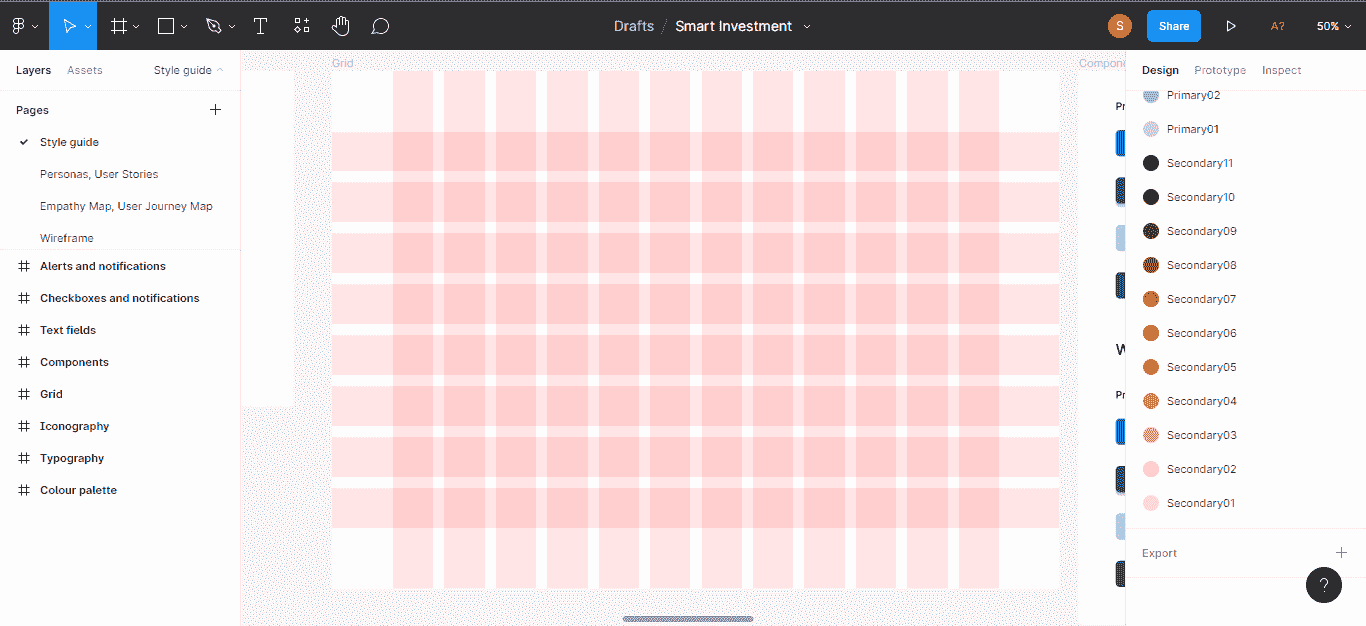 Drafts / Smart Investment
S
Share
A?
50%
Layers
Assets
Style guide
Pages
Style guide
Personas, User Stories
Empathy Map, User Journey Map
Wireframe
Alerts and notifications
Checkboxes and notifications
Text fields
Components
Grid
Iconography
Typography
Colour palette
Grid
Compon
Pr
W
Pr
Design
Prototype
Inspect
Primary02
Primary01
Secondary11
Secondary10
Secondary09
Secondary08
Secondary07
Secondary06
Secondary05
Secondary04
Secondary03
Secondary02
Secondary01
Export
?